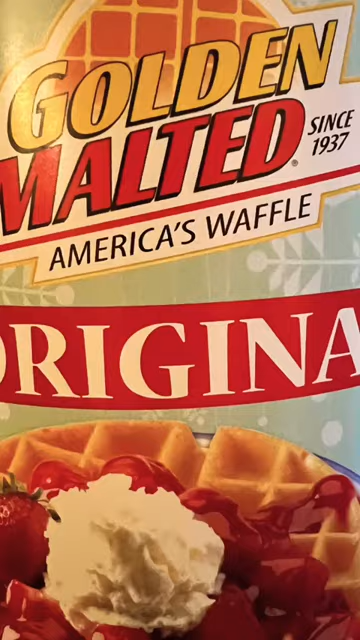 GOLDEN
MALTED®
SINCE
1937
AMERICA'S WAFFLE
ORIGINA